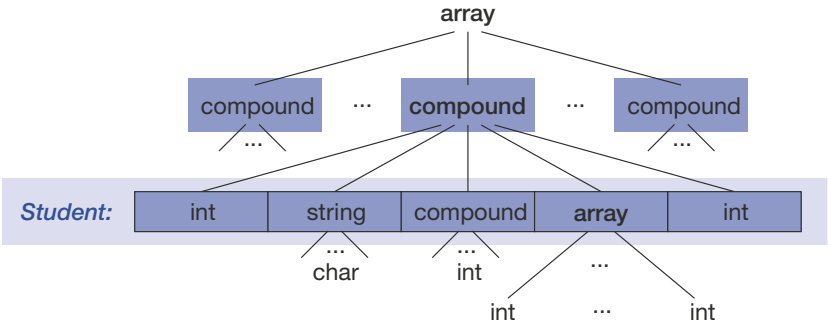 array
compound ... compound ... compound
... ...
Student: int string compound array int
... ... ...
char int
int ... int